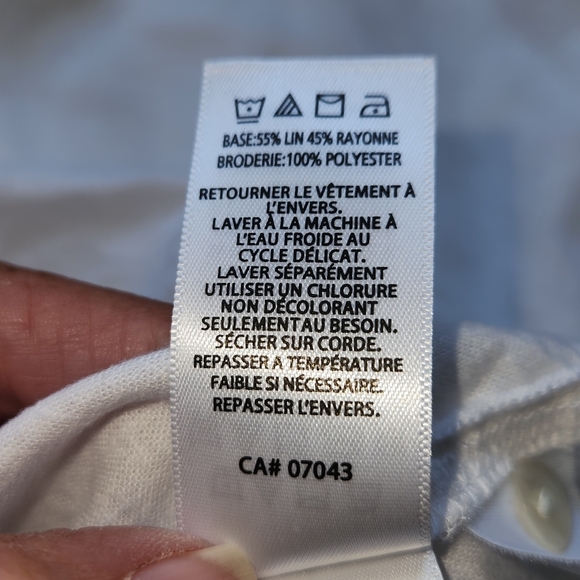 BASE:55% LIN 45% RAYONNE
BRODERIE:100% POLYESTER
RETOURNER LE VÊTEMENT À
L'ENVERS.
LAVER À LA MACHINE À
L'EAU FROIDE AU
CYCLE DÉLICAT.
LAVER SÉPARÉMENT
UTILISER UN CHLORURE
NON DÉCOLORANT
SEULEMENT AU BESOIN.
SÉCHER SUR CORDE.
REPASSER A TEMPÉRATURE
FAIBLE SI NÉCESSAIRE.
REPASSER L'ENVERS.
CA# 07043